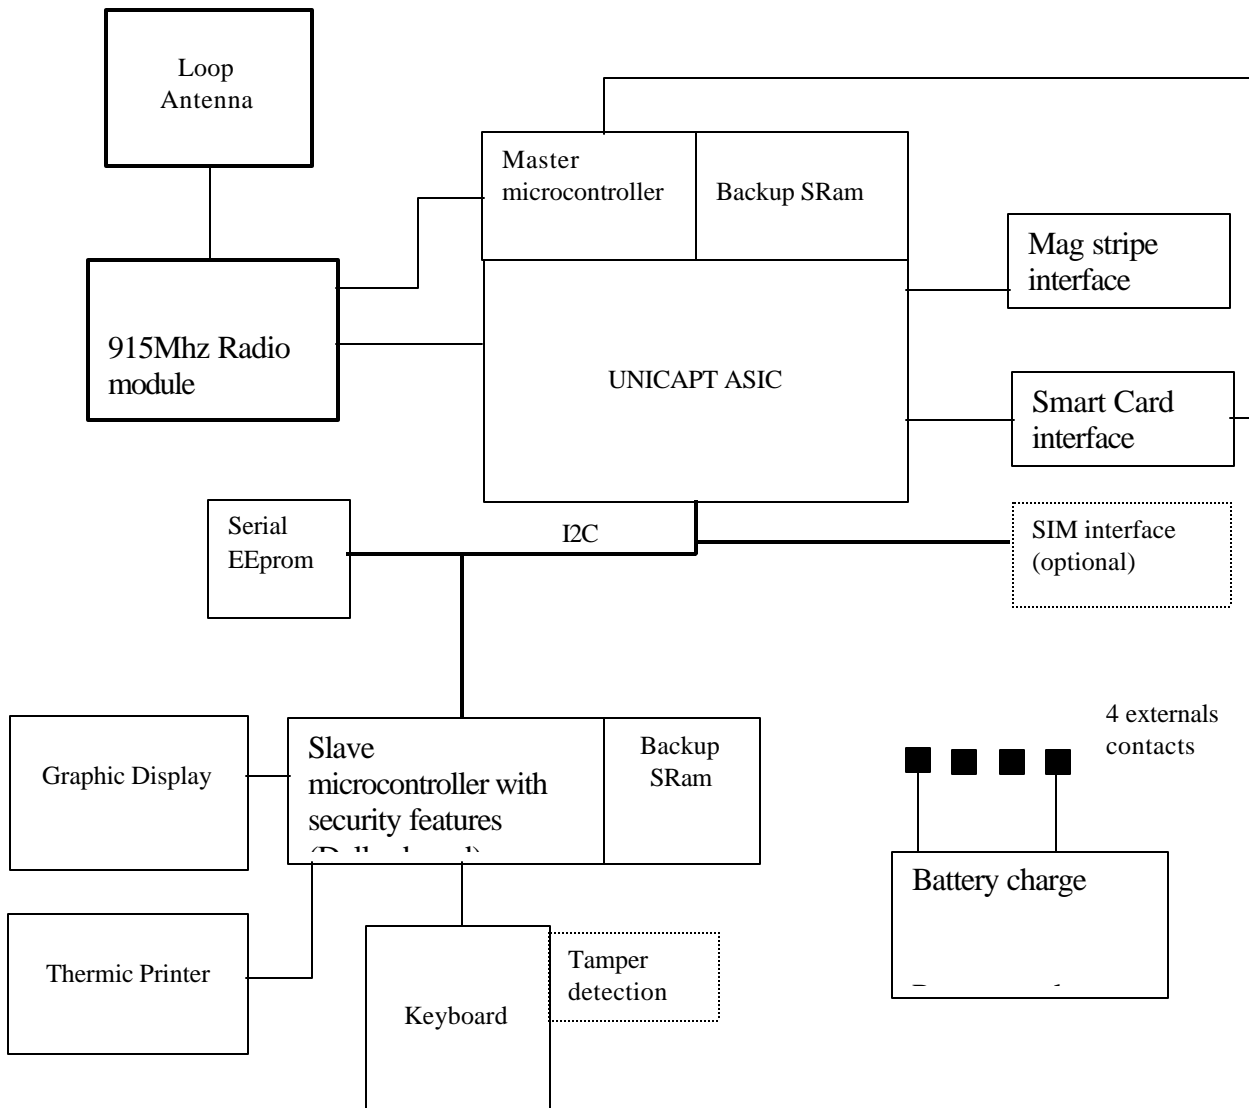 Loop
Antenna
Master
microcontroller
Backup SRam
Mag stripe
interface
915Mhz Radio
module
UNICAPT ASIC
Smart Card
interface
Serial
EEprom
I2C
SIM interface
(optional)
4 externals
contacts
Graphic Display
Slave
microcontroller with
security features
Backup
SRam
Battery charge
Thermic Printer
Keyboard
Tamper
detection